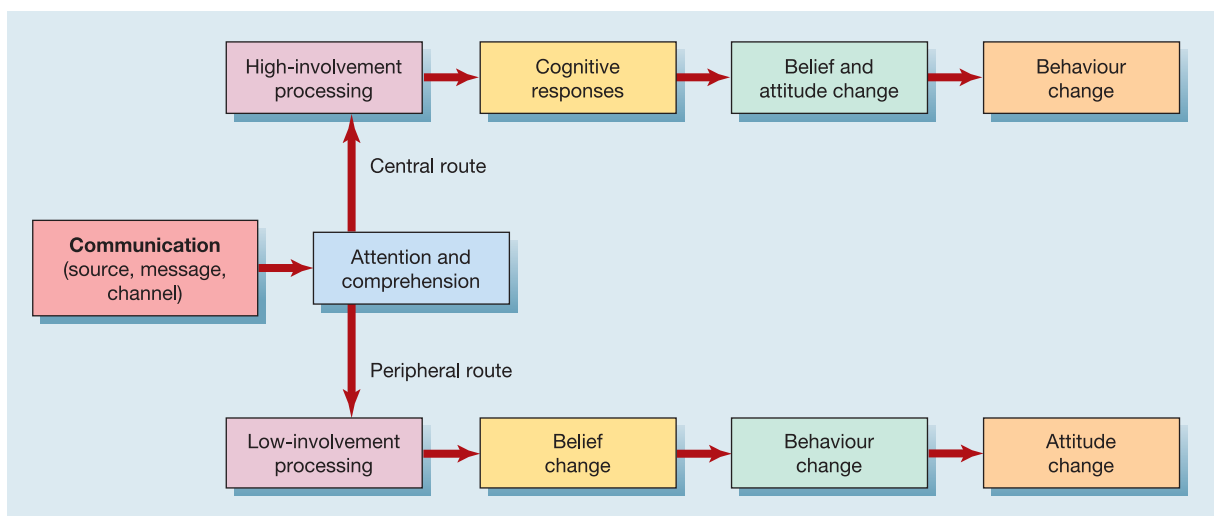 High-involvement
processing
Cognitive
responses
Belief and
attitude change
Behaviour
change
Central route
Communication
(source, message,
channel)
Attention and
comprehension
Peripheral route
Low-involvement
processing
Belief
change
Behaviour
change
Attitude
change